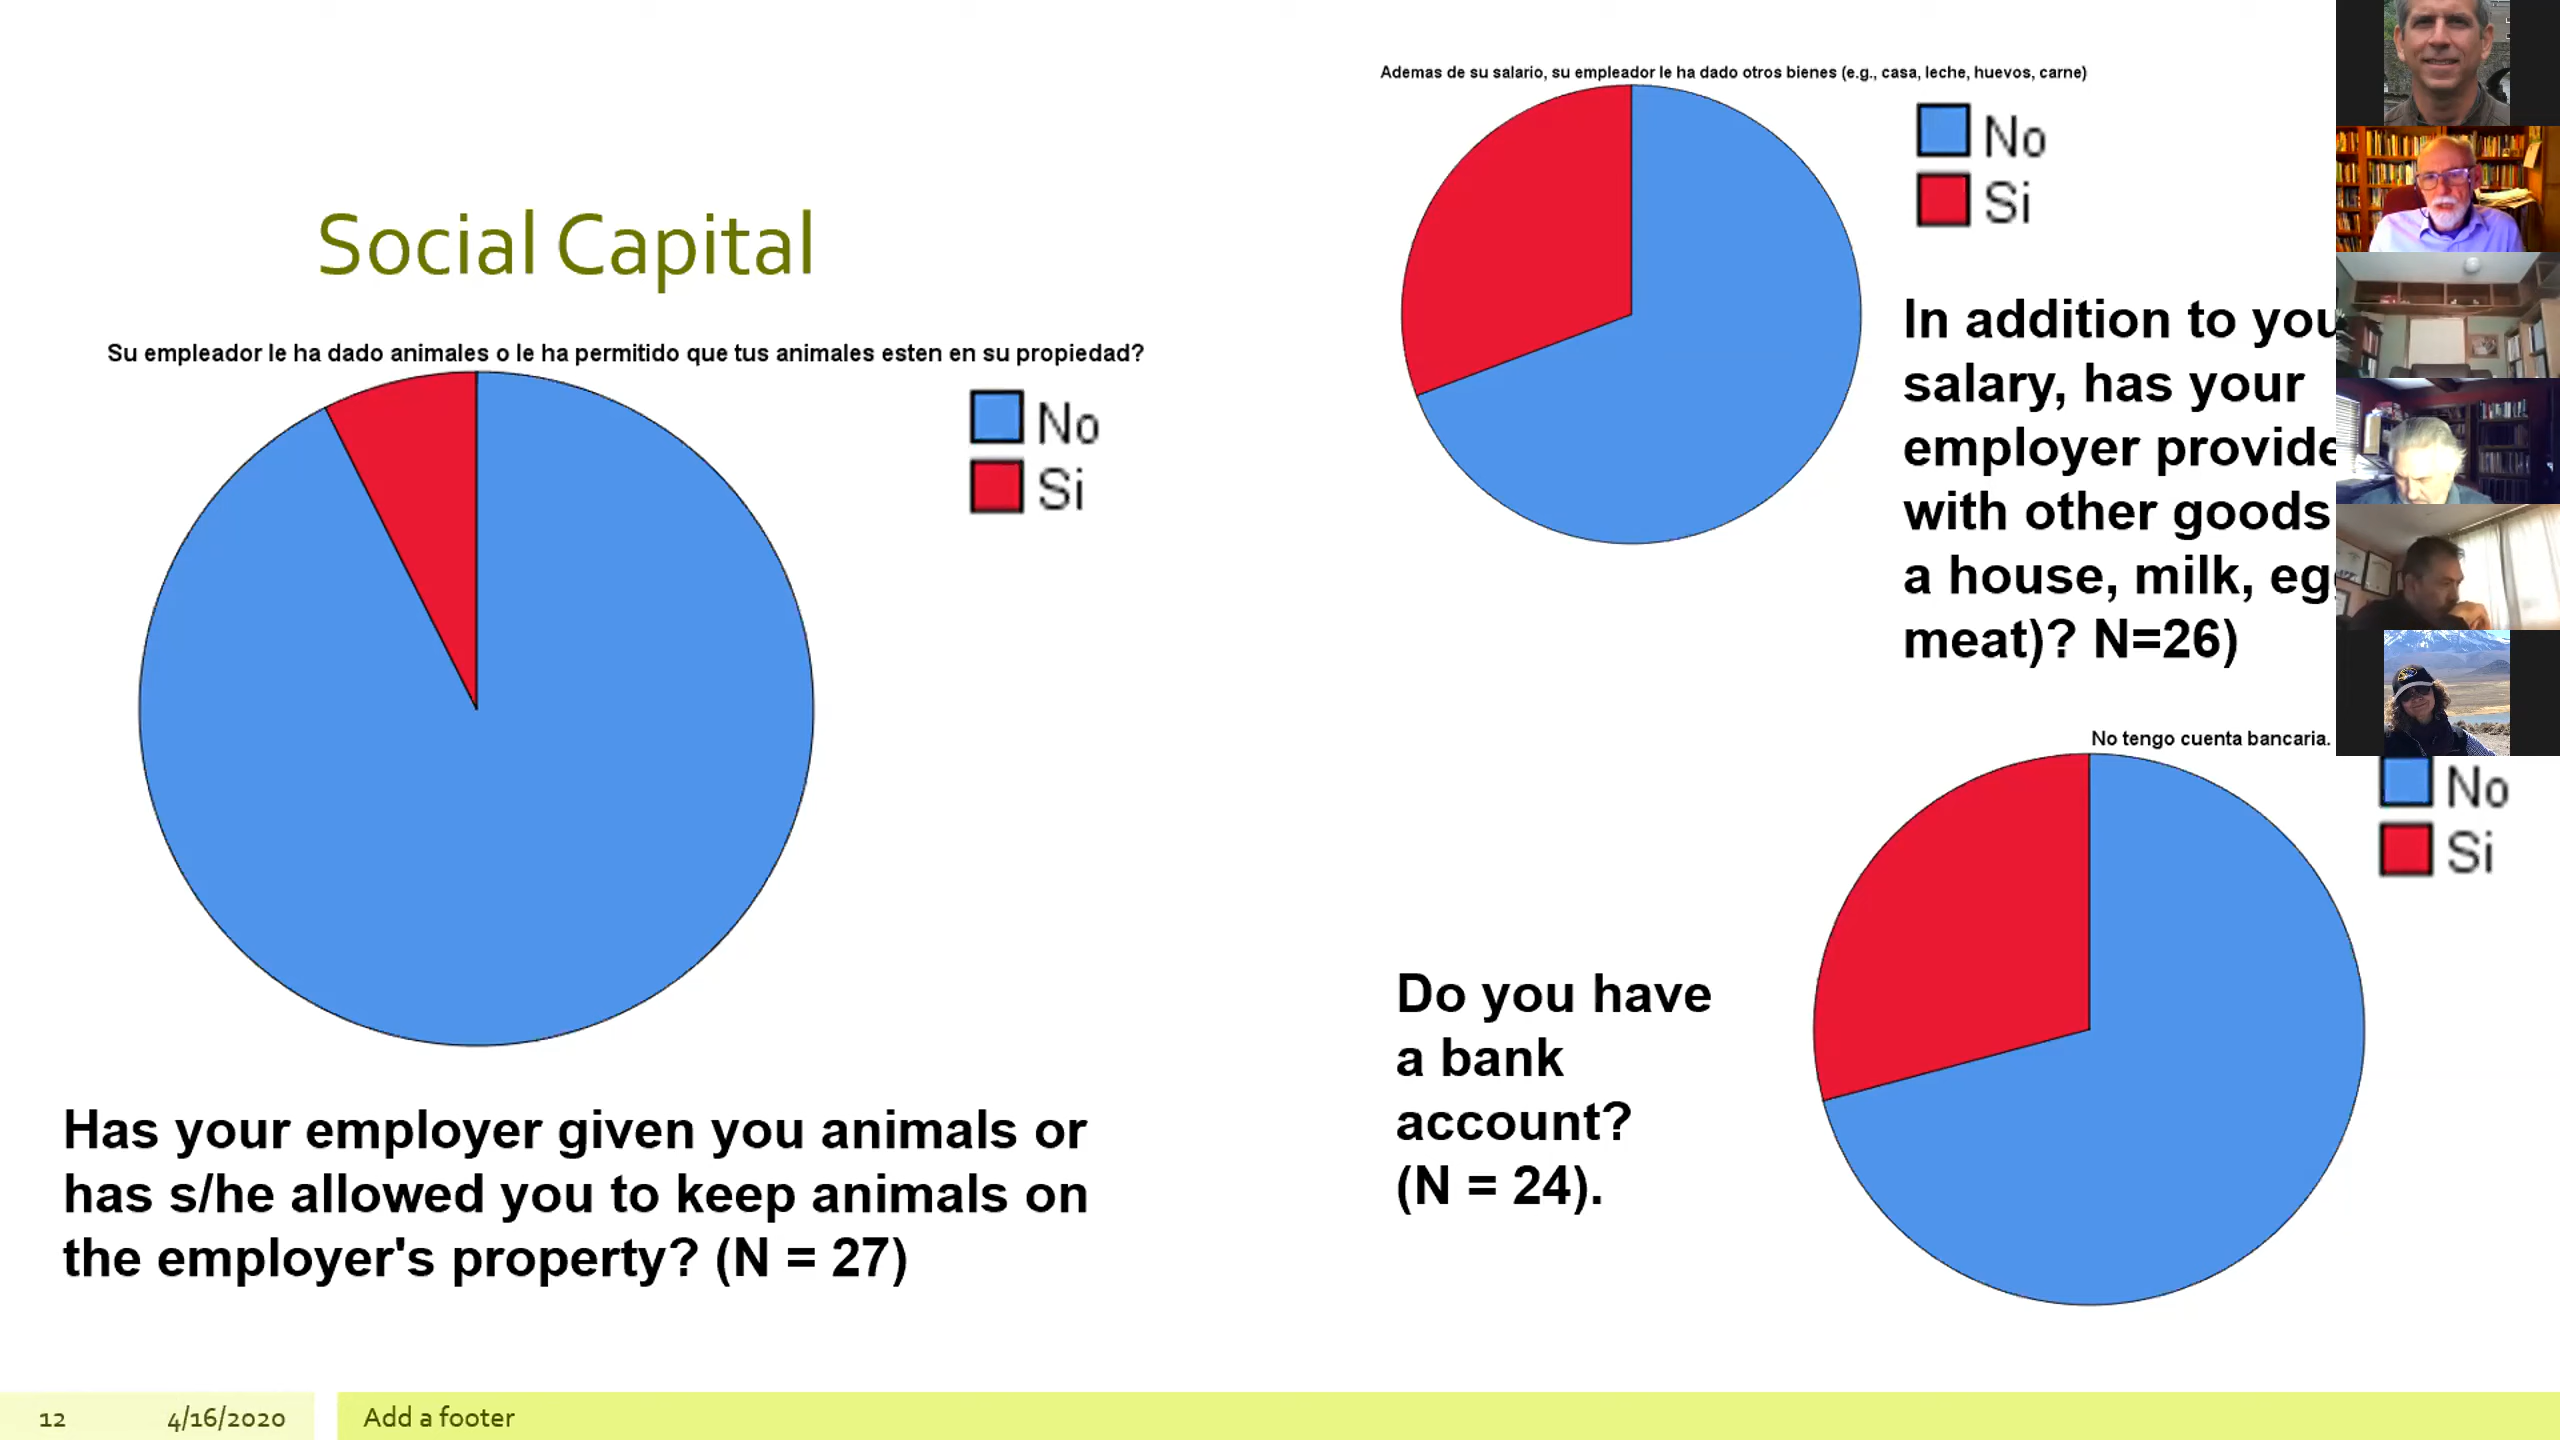 Social Capital
Su empleador le ha dado animales o le ha permitido que tus animales esten en su propiedad?
No
Si
Has your employer given you animals or
has s/he allowed you to keep animals on
the employer's property? (N = 27)
Ademas de su salario, su empleador le ha dado otros bienes (e.g., casa, leche, huevos, carne)
No
Si
In addition to
salary, has your
employer
with other goods
a house, milk,
meat)? N=26)
No tengo cuenta bancaria.
No
Si
Do you have
a bank
account?
(N = 24).
12
4/16/2020
Add a footer